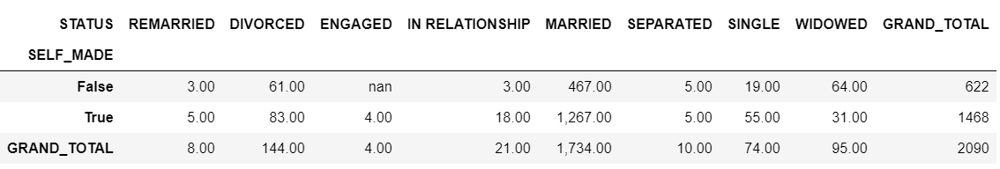 STATUS REMARRIED DIVORCED ENGAGED IN RELATIONSHIP MARRIED SEPARATED SINGLE WIDOWED GRAND_TOTAL
SELF_MADE
False 3.00 61.00 nan 3.00 467.00 5.00 19.00 64.00 622
True 5.00 83.00 4.00 18.00 1,267.00 5.00 55.00 31.00 1468
GRAND_TOTAL 8.00 144.00 4.00 21.00 1,734.00 10.00 74.00 95.00 2090